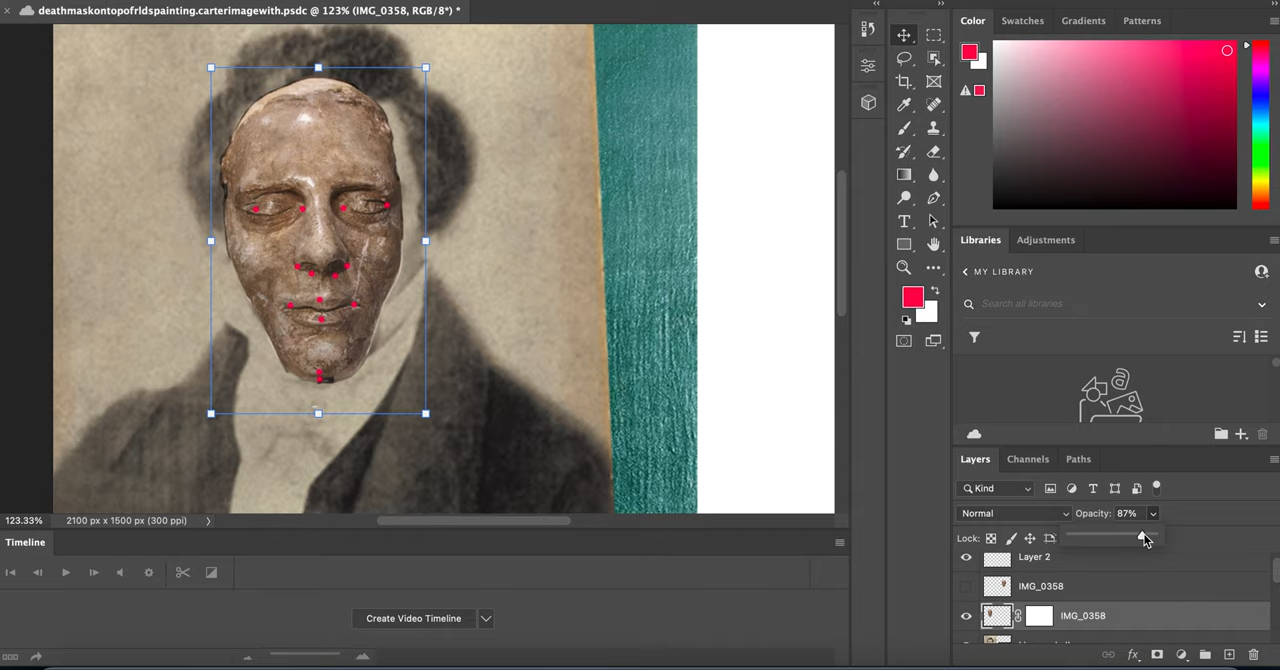 deathmaskontopofrldspainting.carterimagewith.psdc @ 123% (IMG_0358, RGB/8*) *
Color Swatches Gradients Patterns
Libraries Adjustments
MY LIBRARY
Search all libraries
Layers Channels Paths
Kind
Normal Opacity: 87%
Lock:
Layer 2
IMG_0358
IMG_0358
123.33% 2100 px x 1500 px (300 ppi)
Timeline
Create Video Timeline